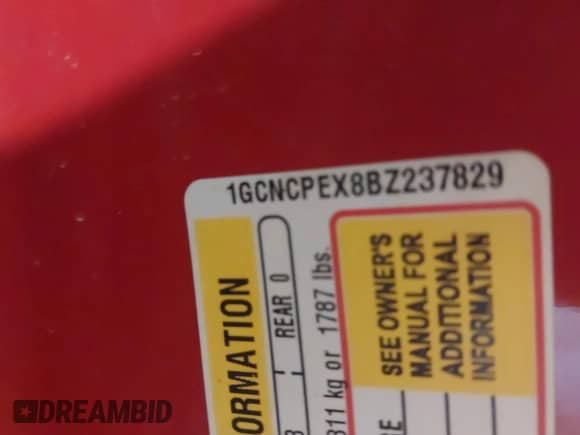 1GCNCPEX8BZ237829
ORMATION
REAR 0
311 kg or 1787 lbs.
SEE OWNER'S
MANUAL FOR
ADDITIONAL
INFORMATION
DREAMBID